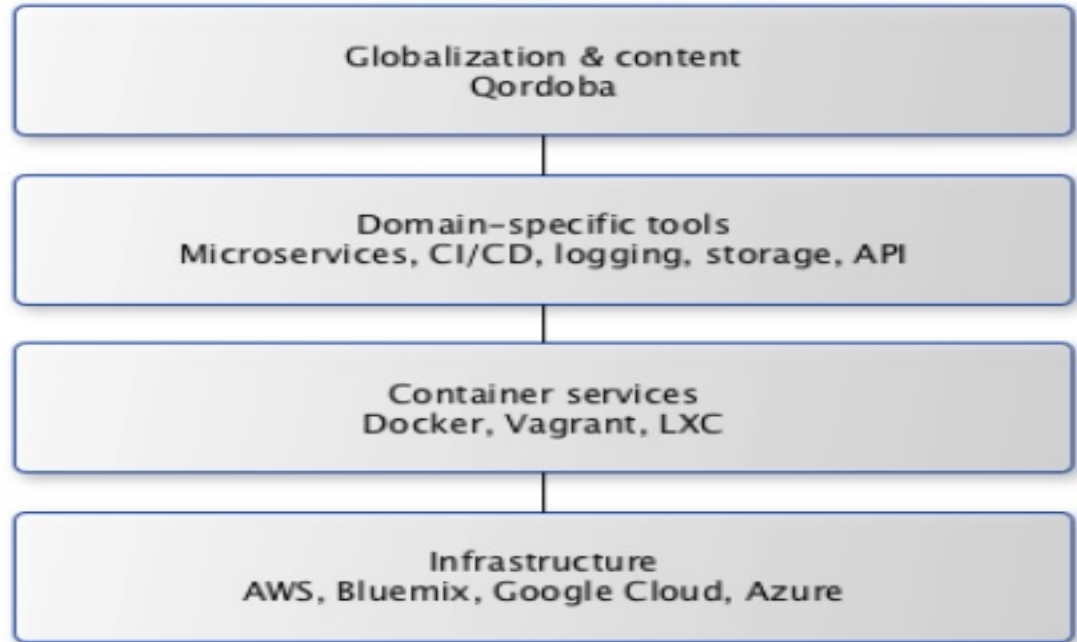 Globalization & content
Qordoba
Domain-specific tools
Microservices, CI/CD, logging, storage, API
Container services
Docker, Vagrant, LXC
Infrastructure
AWS, Bluemix, Google Cloud, Azure